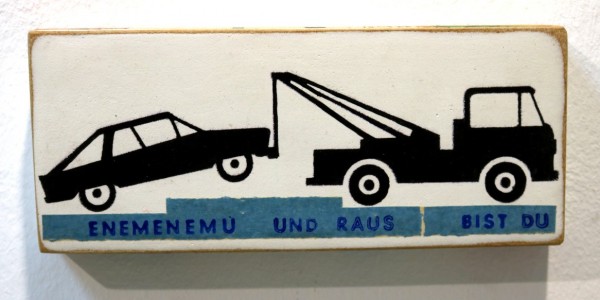 ENEMENEMU UND RAUS BIST DU